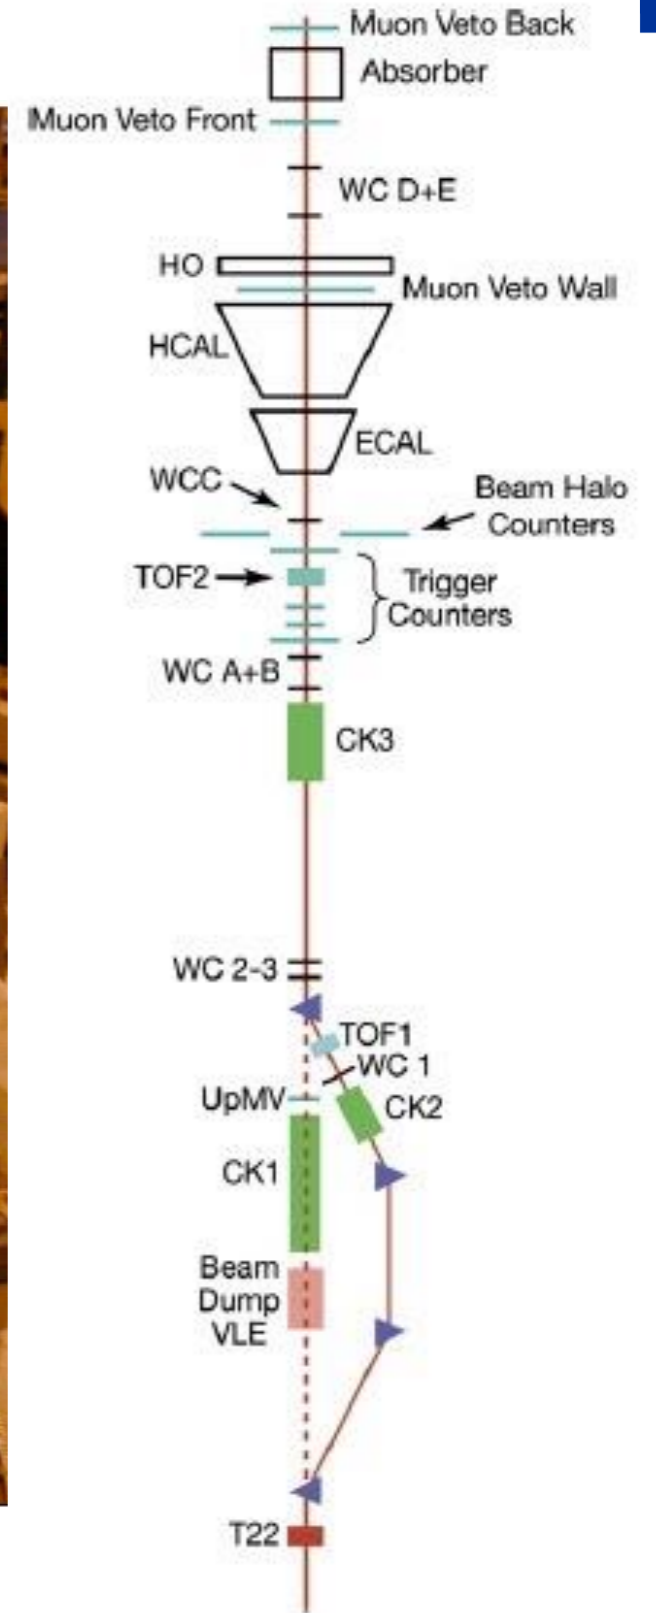 Muon Veto Back
Absorber
Muon Veto Front
WC D+E
HO
Muon Veto Wall
HCAL
ECAL
WCC
Beam Halo
Counters
TOF2
Trigger
Counters
WC A+B
CK3
WC 2-3
TOF1
WC 1
UpMV
CK2
CK1
Beam
Dump
VLE
T22